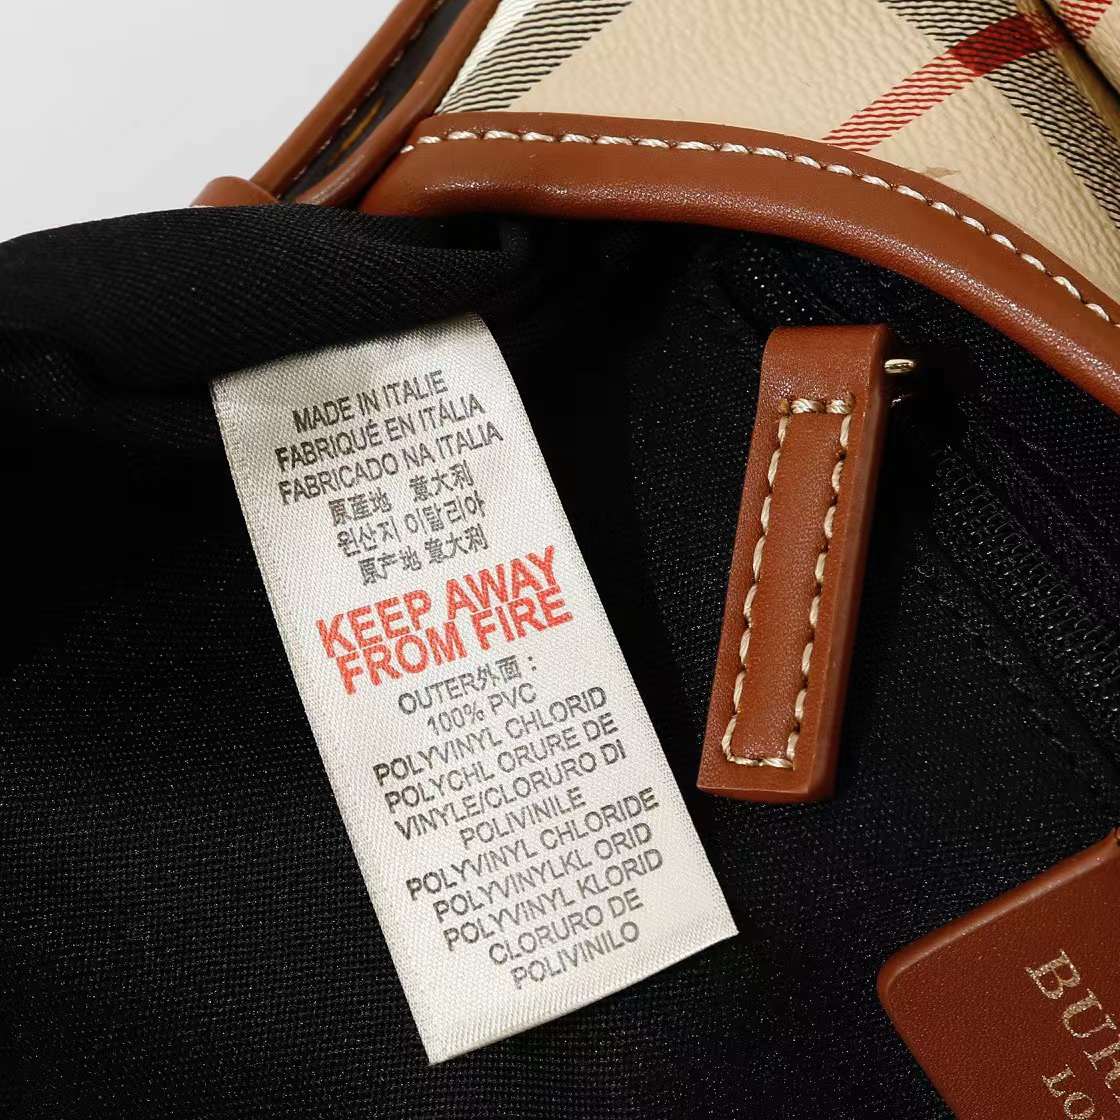 MADE IN ITALIE
FABRIQUÉ EN ITÁLIA
FABRICADO NA ITALIA
原産地 意大利
원산지 이탈리아
原产地 意大利
KEEP AWAY
FROM FIRE
OUTER外面：
100% PVC
POLYVINYL CHLORID
POLYCHL ORURE DE
VINYLE/CLORURO DI
POLIVINILE
POLYVINYL CHLORIDE
POLYVINYLKL ORID
POLYVINYL KLORID
CLORURO DE
POLIVINILO
BUR
LO